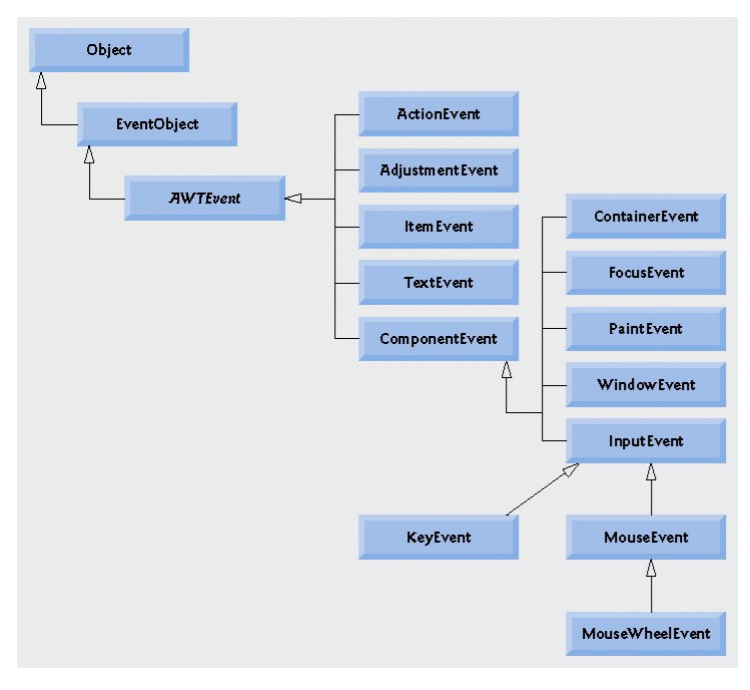 Object
EventObject
AWTEvent
ActionEvent
AdjustmentEvent
ItemEvent
TextEvent
ComponentEvent
ContainerEvent
FocusEvent
PaintEvent
WindowEvent
InputEvent
KeyEvent
MouseEvent
MouseWheelEvent